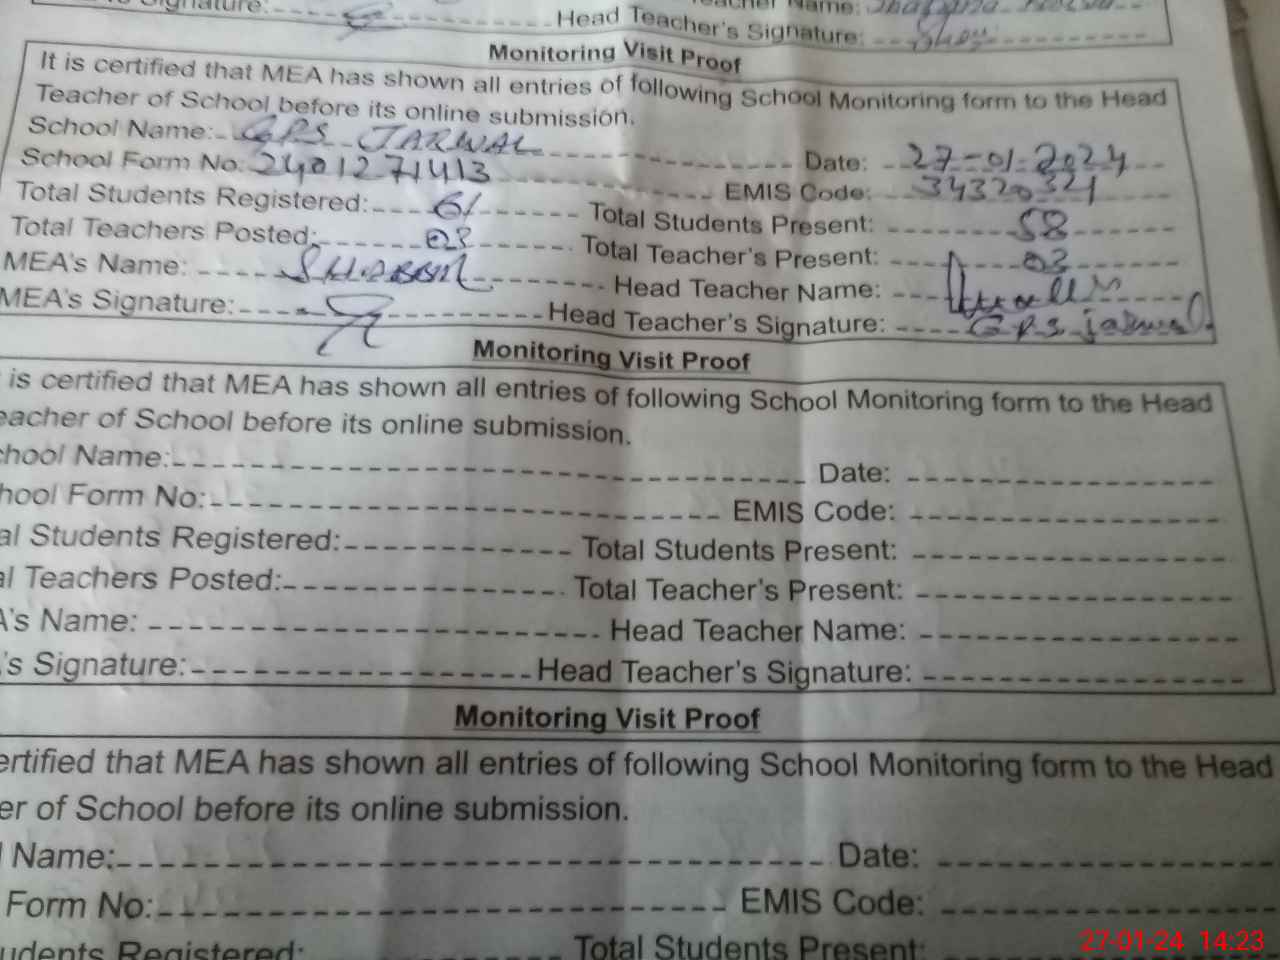 Signature:
Teacher Name:
Head Teacher's Signature:
Monitoring Visit Proof
It is certified that MEA has shown all entries of following School Monitoring form to the Head
Teacher of School before its online submission.
School Name:- GPS JARWAL Date: 27-01-2024
School Form No: 2401271413 EMIS Code: 34320321
Total Students Registered: 61 Total Students Present: 58
Total Teachers Posted: 03 Total Teacher's Present: 03
MEA's Name: Head Teacher Name:
MEA's Signature: Head Teacher's Signature: GPS jarwal
Monitoring Visit Proof
is certified that MEA has shown all entries of following School Monitoring form to the Head
eacher of School before its online submission.
chool Name: Date:
hool Form No: EMIS Code:
al Students Registered: Total Students Present:
al Teachers Posted: Total Teacher's Present:
A's Name: Head Teacher Name:
's Signature: Head Teacher's Signature:
Monitoring Visit Proof
ertified that MEA has shown all entries of following School Monitoring form to the Head
er of School before its online submission.
l Name: Date:
Form No: EMIS Code:
udents Registered: Total Students Present:
27-01-24 14:23